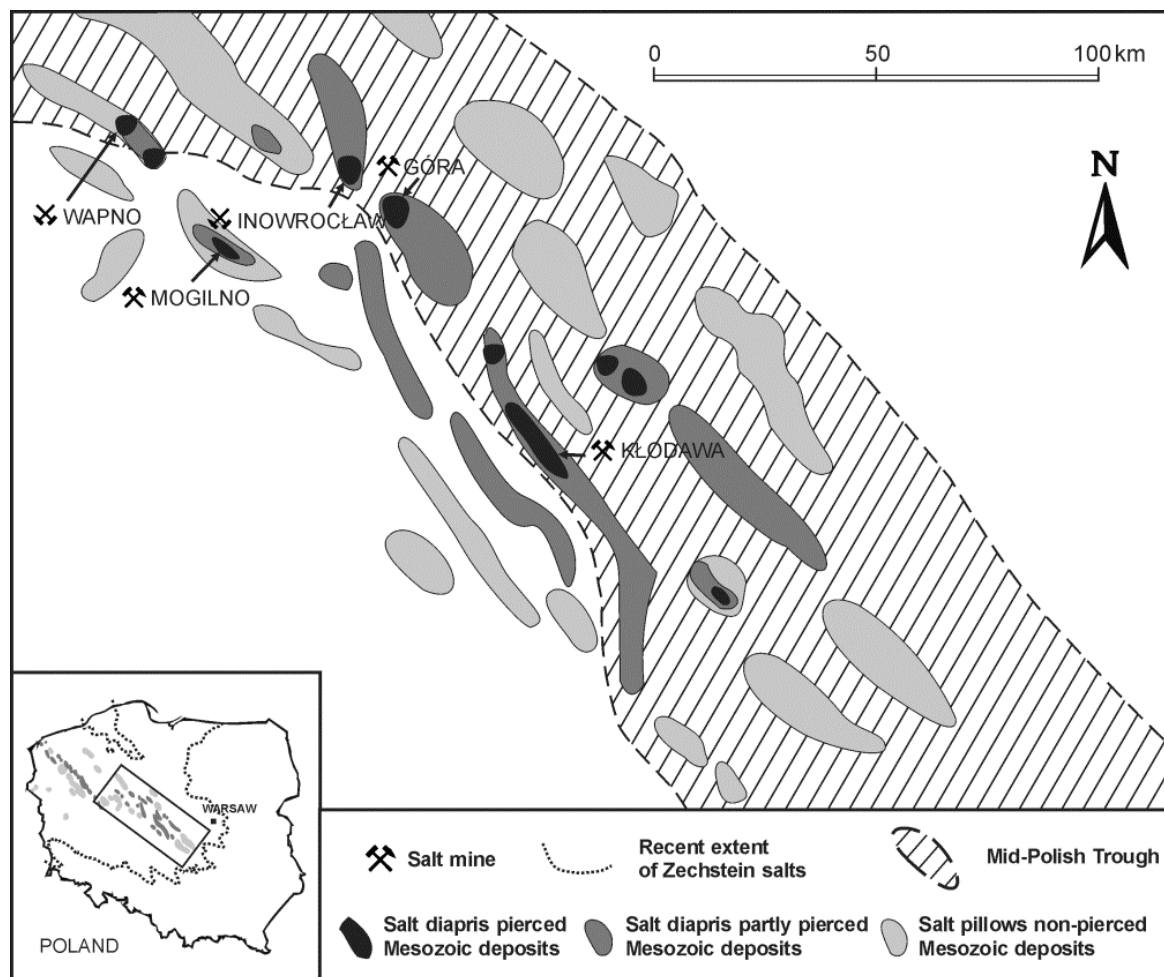 0 50 100 km
N
GÓRA
WAPNO
INOWROCŁAW
MOGILNO
KŁODAWA
WARSAW
POLAND
Salt mine
Recent extent
of Zechstein salts
Mid-Polish Trough
Salt diapris pierced
Mesozoic deposits
Salt diapris partly pierced
Mesozoic deposits
Salt pillows non-pierced
Mesozoic deposits